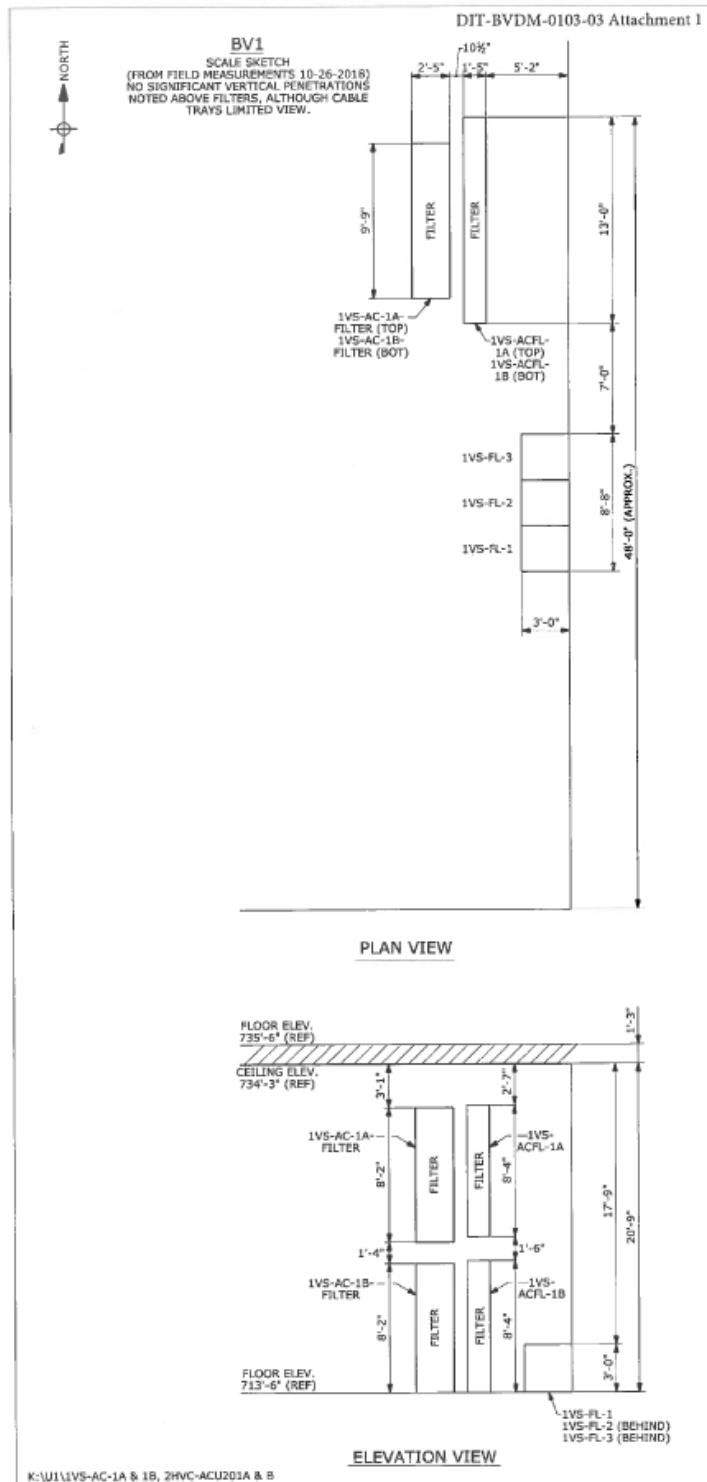 DIT-BVDM-0103-03 Attachment 1
BV1
SCALE SKETCH
(FROM FIELD MEASUREMENTS 10-26-2018)
NO SIGNIFICANT VERTICAL PENETRATIONS
NOTED ABOVE FILTERS, ALTHOUGH CABLE
TRAYS LIMITED VIEW.
NORTH
2'-5"
10½"
1'-5"
5'-2"
9'-9"
FILTER
FILTER
13'-0"
1VS-AC-1A-
FILTER (TOP)
1VS-AC-1B-
FILTER (BOT)
1VS-ACFL-
1A (TOP)
1VS-ACFL-
1B (BOT)
7'-0"
1VS-FL-3
1VS-FL-2
1VS-FL-1
8'-8"
48'-0" (APPROX.)
3'-0"
PLAN VIEW
FLOOR ELEV.
735'-6" (REF)
1'-3"
CEILING ELEV.
734'-3" (REF)
3'-1"
2'-7"
1VS-AC-1A-
FILTER
8'-2"
FILTER
FILTER
1VS-
ACFL-1A
8'-4"
17'-9"
20'-9"
1'-4"
1'-6"
1VS-AC-1B-
FILTER
8'-2"
FILTER
FILTER
1VS-
ACFL-1B
8'-4"
3'-0"
FLOOR ELEV.
713'-6" (REF)
1VS-FL-1
1VS-FL-2 (BEHIND)
1VS-FL-3 (BEHIND)
ELEVATION VIEW
K:\U1\1VS-AC-1A & 1B, 2HVC-ACU201A & B